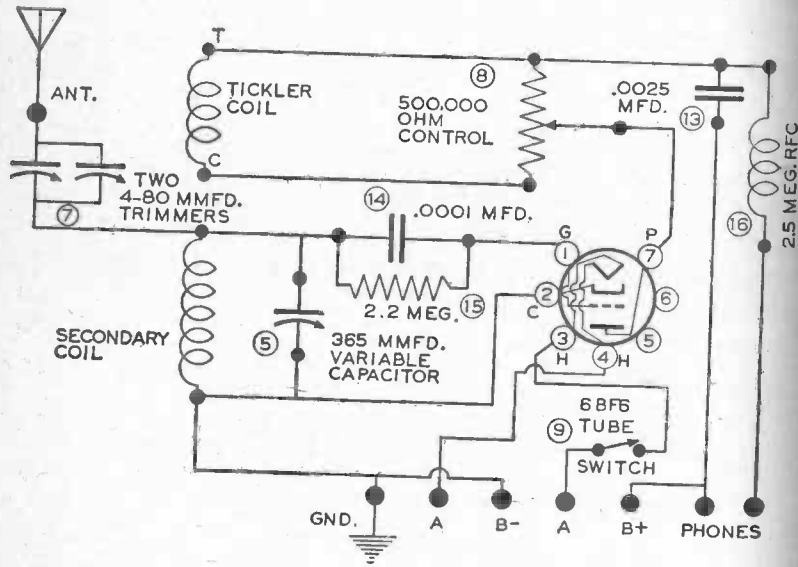 T
ANT.
TICKLER
COIL
8
500.000
OHM
CONTROL
.0025
MFD.
13
C
TWO
4-80 MMFD.
TRIMMERS
7
14
.0001 MFD.
16
2.5 MEG. RFC
G
P
1
7
2
C
6
2.2 MEG.
15
3
H
4
H
5
SECONDARY
COIL
5
365 MMFD.
VARIABLE
CAPACITOR
6BF6
TUBE
9
SWITCH
GND.
A
B-
A
B+
PHONES